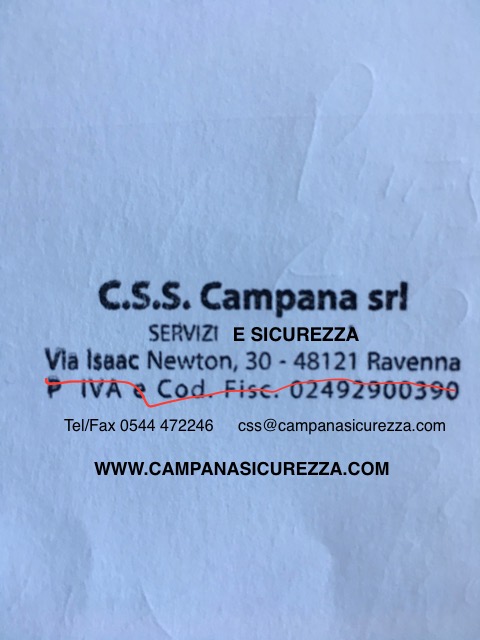 C.S.S. Campana srl
SERVIZI E SICUREZZA
Via Isaac Newton, 30 - 48121 Ravenna
P IVA e Cod. Fisc. 02492900390
Tel/Fax 0544 472246 css@campanasicurezza.com
WWW.CAMPANASICUREZZA.COM